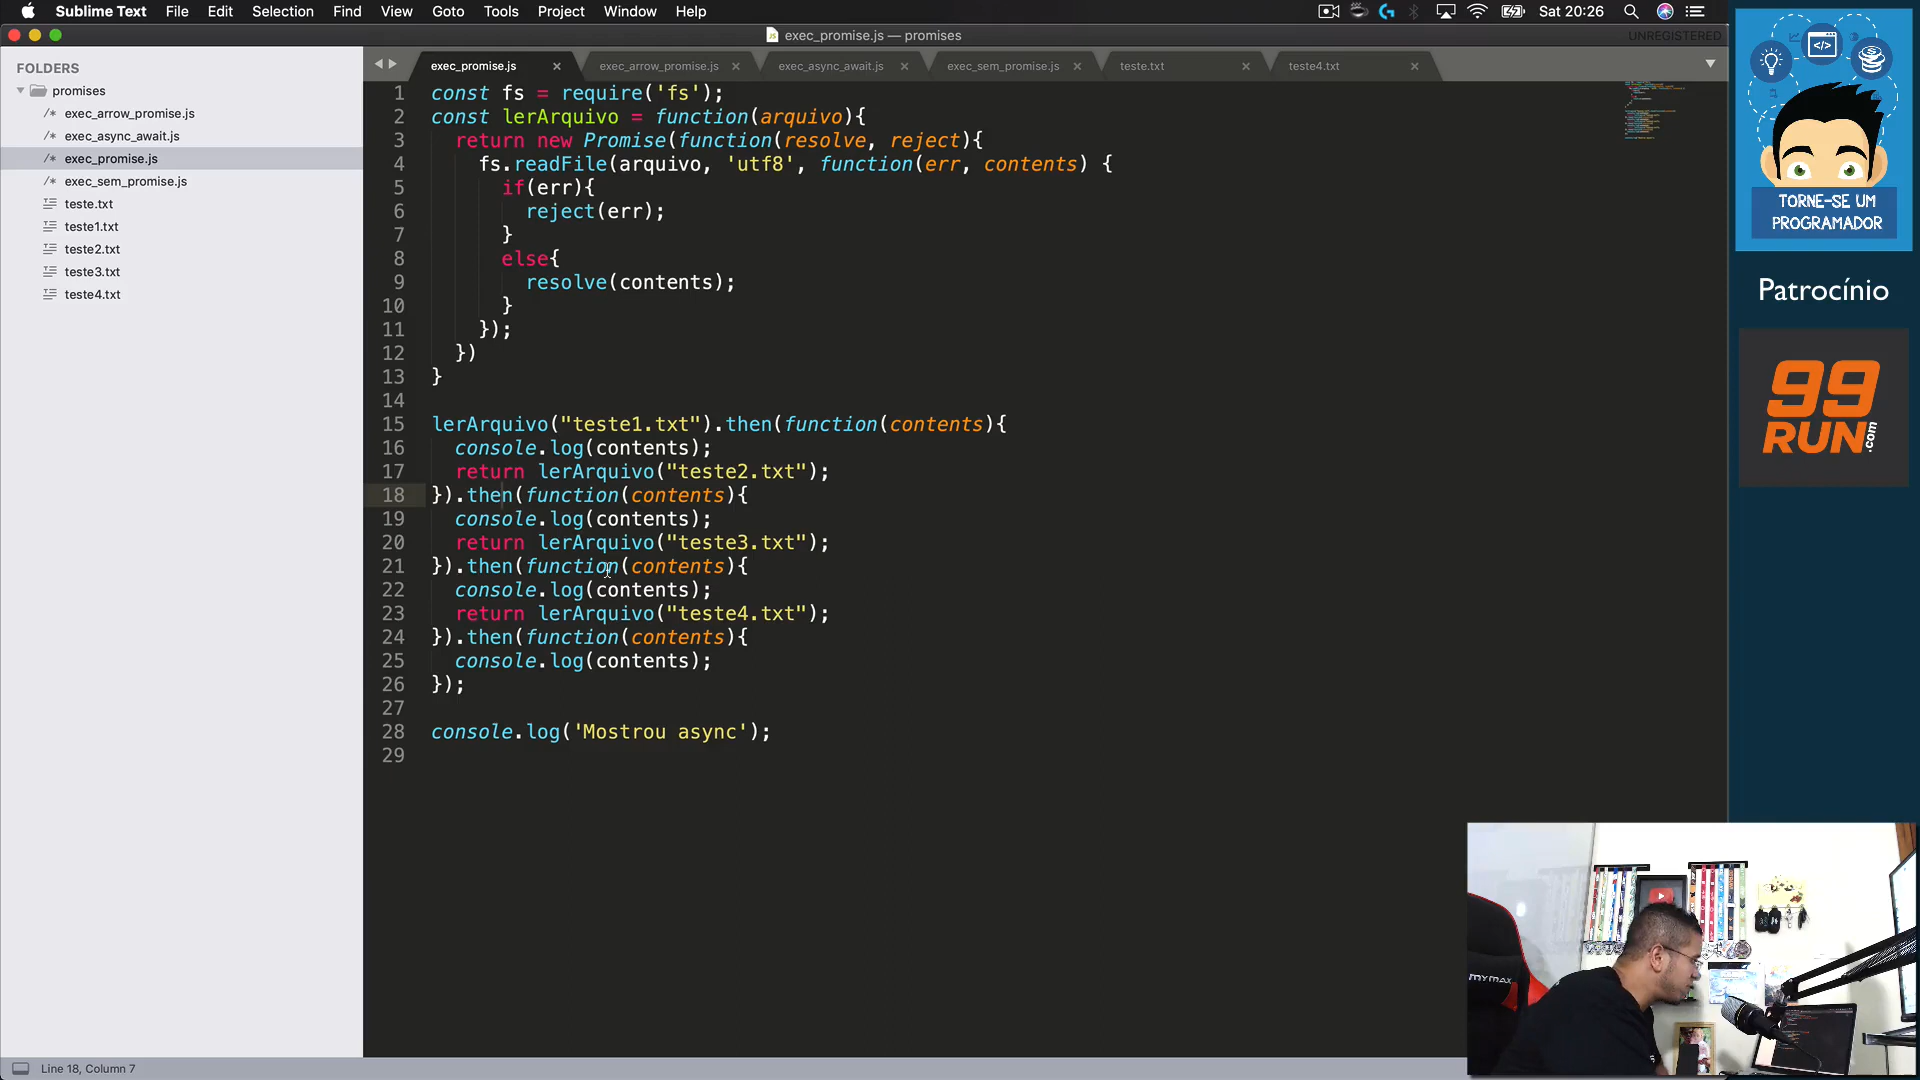 Sublime Text File Edit Selection Find View Goto Tools Project Window Help
Sat 20:26
exec_promise.js — promises
UNREGISTERED
FOLDERS
promises
exec_arrow_promise.js
exec_async_await.js
exec_promise.js
exec_sem_promise.js
teste.txt
teste1.txt
teste2.txt
teste3.txt
teste4.txt
exec_promise.js exec_arrow_promise.js exec_async_await.js exec_sem_promise.js teste.txt teste4.txt
1 const fs = require('fs');
2 const lerArquivo = function(arquivo){
3 return new Promise(function(resolve, reject){
4 fs.readFile(arquivo, 'utf8', function(err, contents) {
5 if(err){
6 reject(err);
7 }
8 else{
9 resolve(contents);
10 }
11 });
12 })
13 }
14
15 lerArquivo("teste1.txt").then(function(contents){
16 console.log(contents);
17 return lerArquivo("teste2.txt");
18 }).then(function(contents){
19 console.log(contents);
20 return lerArquivo("teste3.txt");
21 }).then(function(contents){
22 console.log(contents);
23 return lerArquivo("teste4.txt");
24 }).then(function(contents){
25 console.log(contents);
26 });
27
28 console.log('Mostrou async');
29
Line 18, Column 7
TORNE-SE UM
PROGRAMADOR
Patrocínio
99
RUN.com
MYMAX